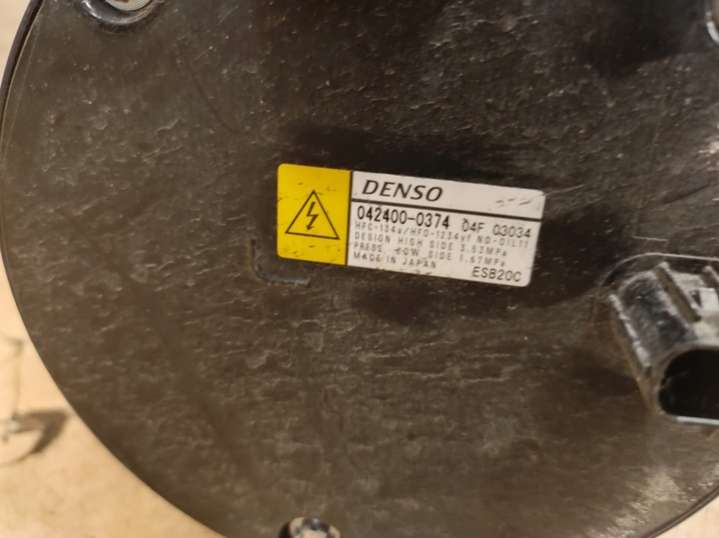 DENSO
042400-0374 04F 03034
HFC-134a/HFO-1234yf ND-OIL11
DESIGN HIGH SIDE 3.53MPa
PRESS. LOW SIDE 1.67MPa
MADE IN JAPAN
ESB20C